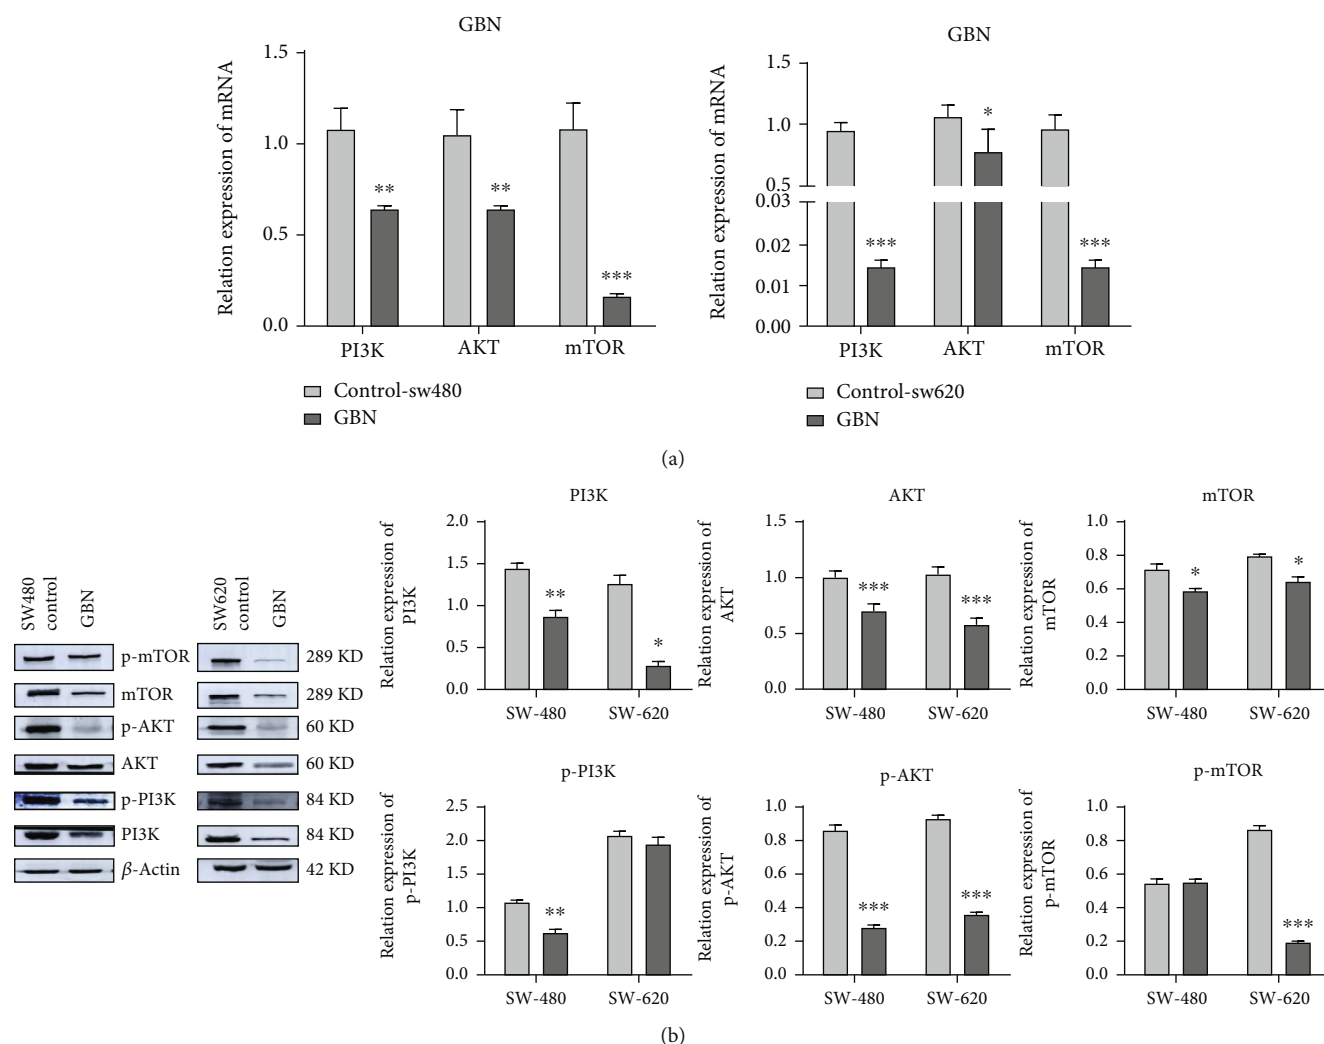 GBN
Relation expression of mRNA
1.5
1.0
0.5
0.0
** ** ***
PI3K AKT mTOR
Control-sw480
GBN
GBN
Relation expression of mRNA
1.5
1.0
0.5
0.03
0.02
0.01
0.00
*** * ***
PI3K AKT mTOR
Control-sw620
GBN
(a)
SW480
control
GBN
SW620
control
GBN
p-mTOR 289 KD
mTOR 289 KD
p-AKT 60 KD
AKT 60 KD
p-PI3K 84 KD
PI3K 84 KD
β-Actin 42 KD
PI3K
Relation expression of
PI3K
2.0
1.5
1.0
0.5
0.0
** *
SW-480 SW-620
AKT
Relation expression of
AKT
1.5
1.0
0.5
0.0
*** ***
SW-480 SW-620
mTOR
Relation expression of
mTOR
1.0
0.8
0.6
0.4
0.2
0.0
* *
SW-480 SW-620
p-PI3K
Relation expression of
p-PI3K
2.5
2.0
1.5
1.0
0.5
0.0
**
SW-480 SW-620
p-AKT
Relation expression of
p-AKT
1.0
0.8
0.6
0.4
0.2
0.0
*** ***
SW-480 SW-620
p-mTOR
Relation expression of
p-mTOR
1.0
0.8
0.6
0.4
0.2
0.0
***
SW-480 SW-620
(b)